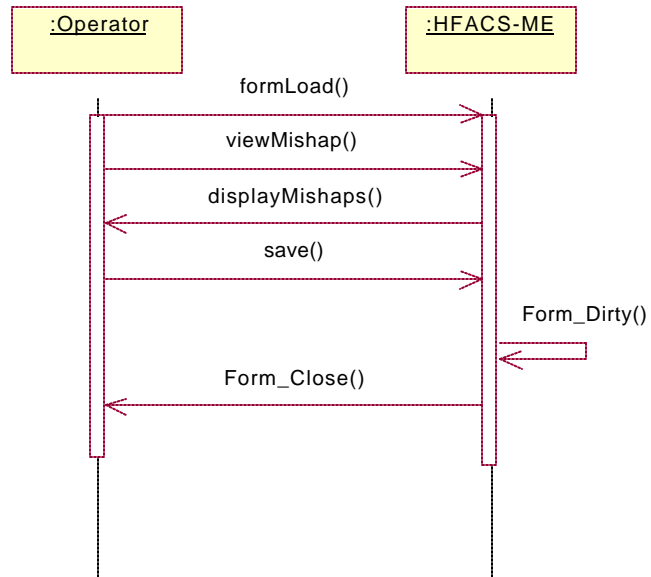 :Operator
:HFACS-ME
formLoad()
viewMishap()
displayMishaps()
save()
Form_Dirty()
Form_Close()